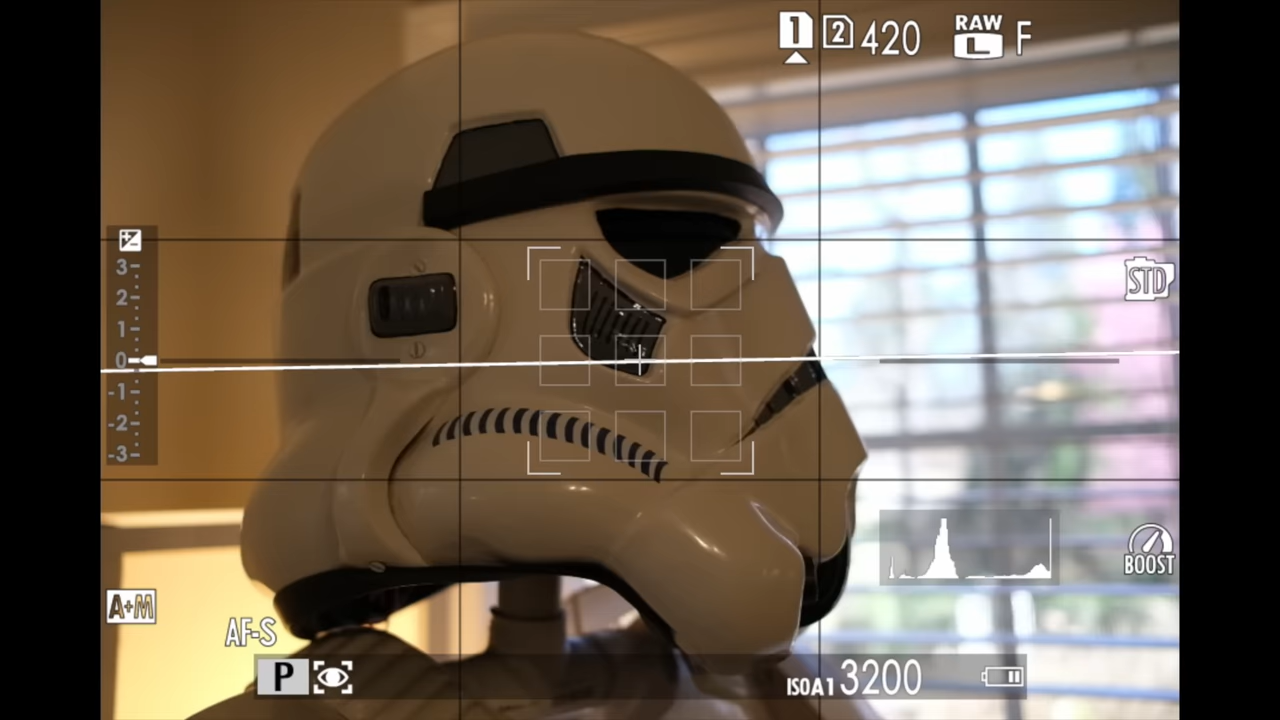 1 2 420 RAW L F
3
2
1
0
-1
-2
-3
STD
BOOST
A+M
AF-S
P ISO A1 3200